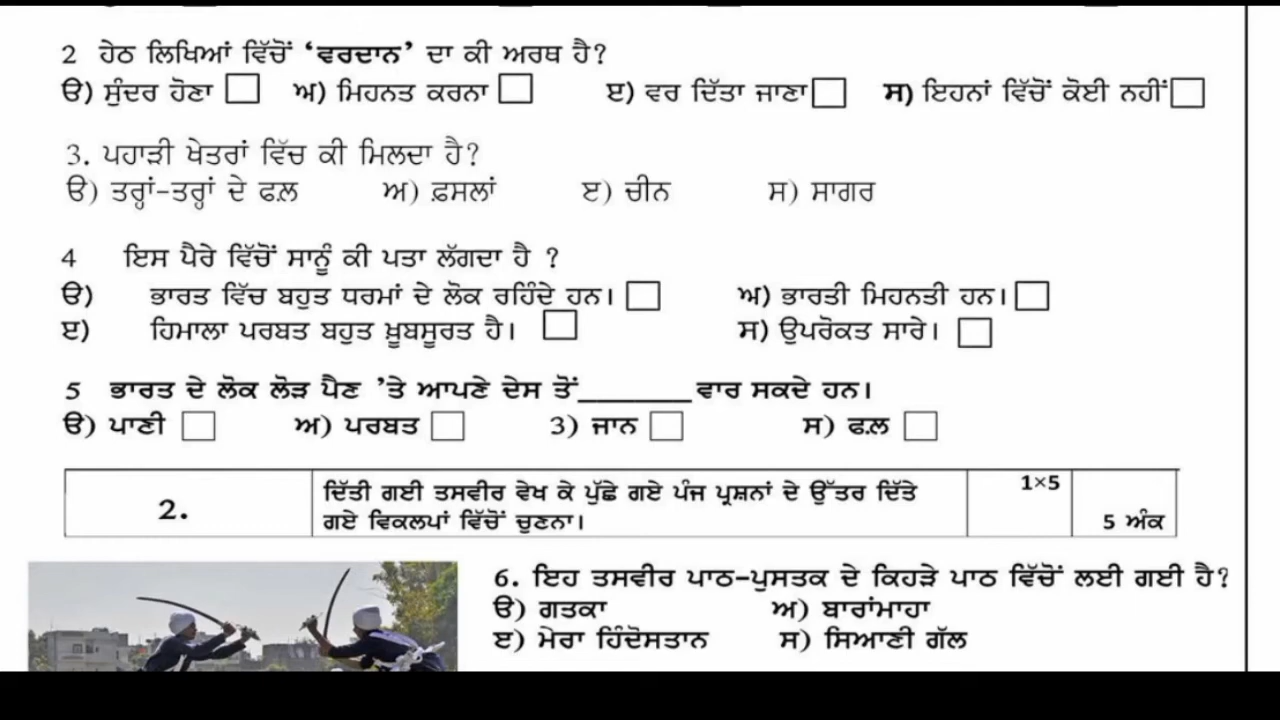 2 ਹੇਠ ਲਿਖਿਆਂ ਵਿੱਚੋਂ ‘ਵਰਦਾਨ’ ਦਾ ਕੀ ਅਰਥ ਹੈ?
ੳ) ਸੁੰਦਰ ਹੋਣਾ ਅ) ਮਿਹਨਤ ਕਰਨਾ ੲ) ਵਰ ਦਿੱਤਾ ਜਾਣਾ ਸ) ਇਹਨਾਂ ਵਿੱਚੋਂ ਕੋਈ ਨਹੀਂ
3. ਪਹਾੜੀ ਖੇਤਰਾਂ ਵਿੱਚ ਕੀ ਮਿਲਦਾ ਹੈ?
ੳ) ਤਰ੍ਹਾਂ-ਤਰ੍ਹਾਂ ਦੇ ਫਲ਼ ਅ) ਫ਼ਸਲਾਂ ੲ) ਚੀਨ ਸ) ਸਾਗਰ
4 ਇਸ ਪੈਰੇ ਵਿੱਚੋਂ ਸਾਨੂੰ ਕੀ ਪਤਾ ਲੱਗਦਾ ਹੈ ?
ੳ) ਭਾਰਤ ਵਿੱਚ ਬਹੁਤ ਧਰਮਾਂ ਦੇ ਲੋਕ ਰਹਿੰਦੇ ਹਨ। ਅ) ਭਾਰਤੀ ਮਿਹਨਤੀ ਹਨ।
ੲ) ਹਿਮਾਲਾ ਪਰਬਤ ਬਹੁਤ ਖ਼ੂਬਸੂਰਤ ਹੈ। ਸ) ਉਪਰੋਕਤ ਸਾਰੇ।
5 ਭਾਰਤ ਦੇ ਲੋਕ ਲੋੜ ਪੈਣ ’ਤੇ ਆਪਣੇ ਦੇਸ ਤੋਂ_______ਵਾਰ ਸਕਦੇ ਹਨ।
ੳ) ਪਾਣੀ ਅ) ਪਰਬਤ 3) ਜਾਨ ਸ) ਫਲ਼
2. ਦਿੱਤੀ ਗਈ ਤਸਵੀਰ ਵੇਖ ਕੇ ਪੁੱਛੇ ਗਏ ਪੰਜ ਪ੍ਰਸ਼ਨਾਂ ਦੇ ਉੱਤਰ ਦਿੱਤੇ 1×5
ਗਏ ਵਿਕਲਪਾਂ ਵਿੱਚੋਂ ਚੁਣਨਾ। 5 ਅੰਕ
6. ਇਹ ਤਸਵੀਰ ਪਾਠ-ਪੁਸਤਕ ਦੇ ਕਿਹੜੇ ਪਾਠ ਵਿੱਚੋਂ ਲਈ ਗਈ ਹੈ?
ੳ) ਗਤਕਾ ਅ) ਬਾਰਾਂਮਾਹਾ
ੲ) ਮੇਰਾ ਹਿੰਦੋਸਤਾਨ ਸ) ਸਿਆਣੀ ਗੱਲ